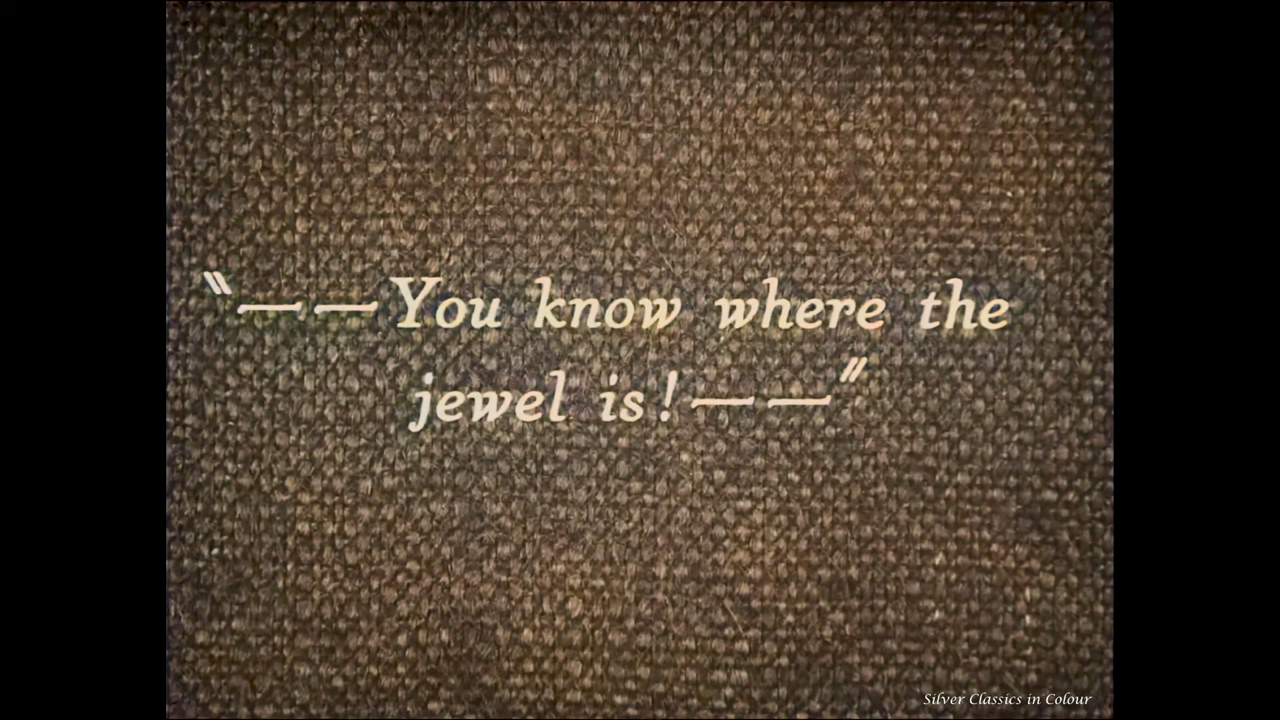 "——You know where the
jewel is!——"
Silver Classics in Colour